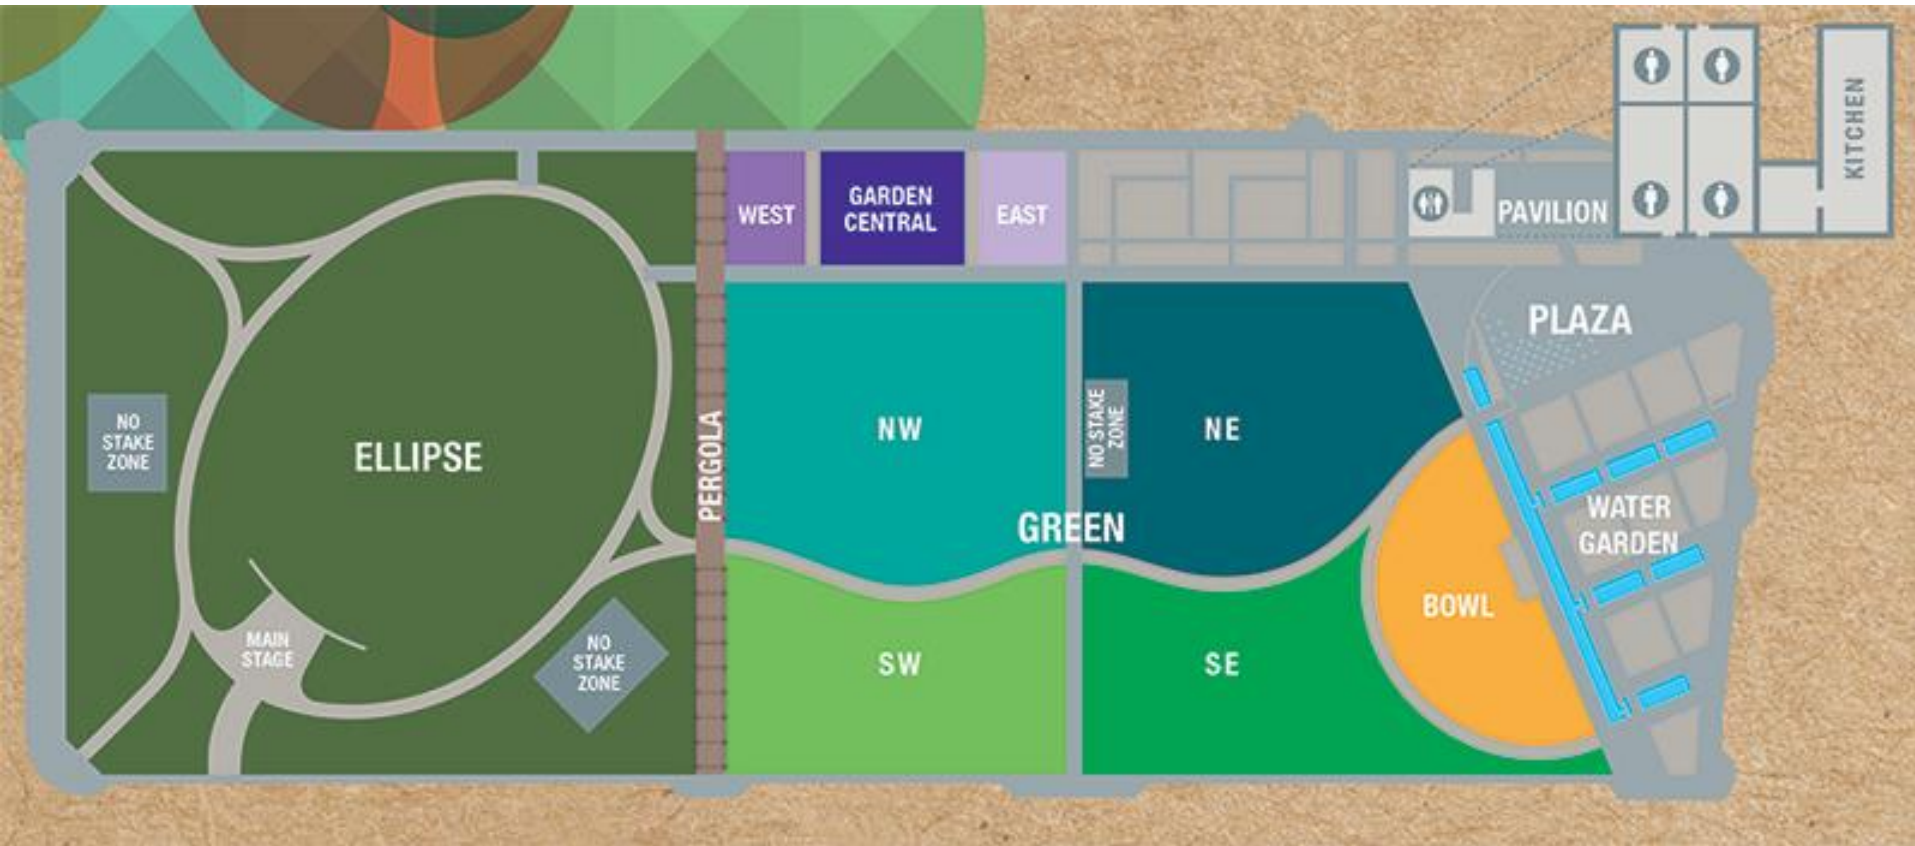 KITCHEN
WEST
GARDEN
CENTRAL
EAST
PAVILION
PLAZA
NO
STAKE
ZONE
ELLIPSE
PERGOLA
NW
NO STAKE
ZONE
NE
GREEN
WATER
GARDEN
BOWL
MAIN
STAGE
NO
STAKE
ZONE
SW
SE